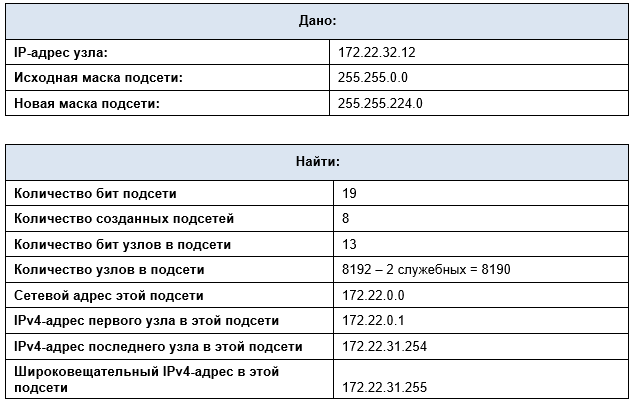 Дано:
IP-адрес узла: 172.22.32.12
Исходная маска подсети: 255.255.0.0
Новая маска подсети: 255.255.224.0
Найти:
Количество бит подсети 19
Количество созданных подсетей 8
Количество бит узлов в подсети 13
Количество узлов в подсети 8192 – 2 служебных = 8190
Сетевой адрес этой подсети 172.22.0.0
IPv4-адрес первого узла в этой подсети 172.22.0.1
IPv4-адрес последнего узла в этой подсети 172.22.31.254
Широковещательный IPv4-адрес в этой
подсети 172.22.31.255